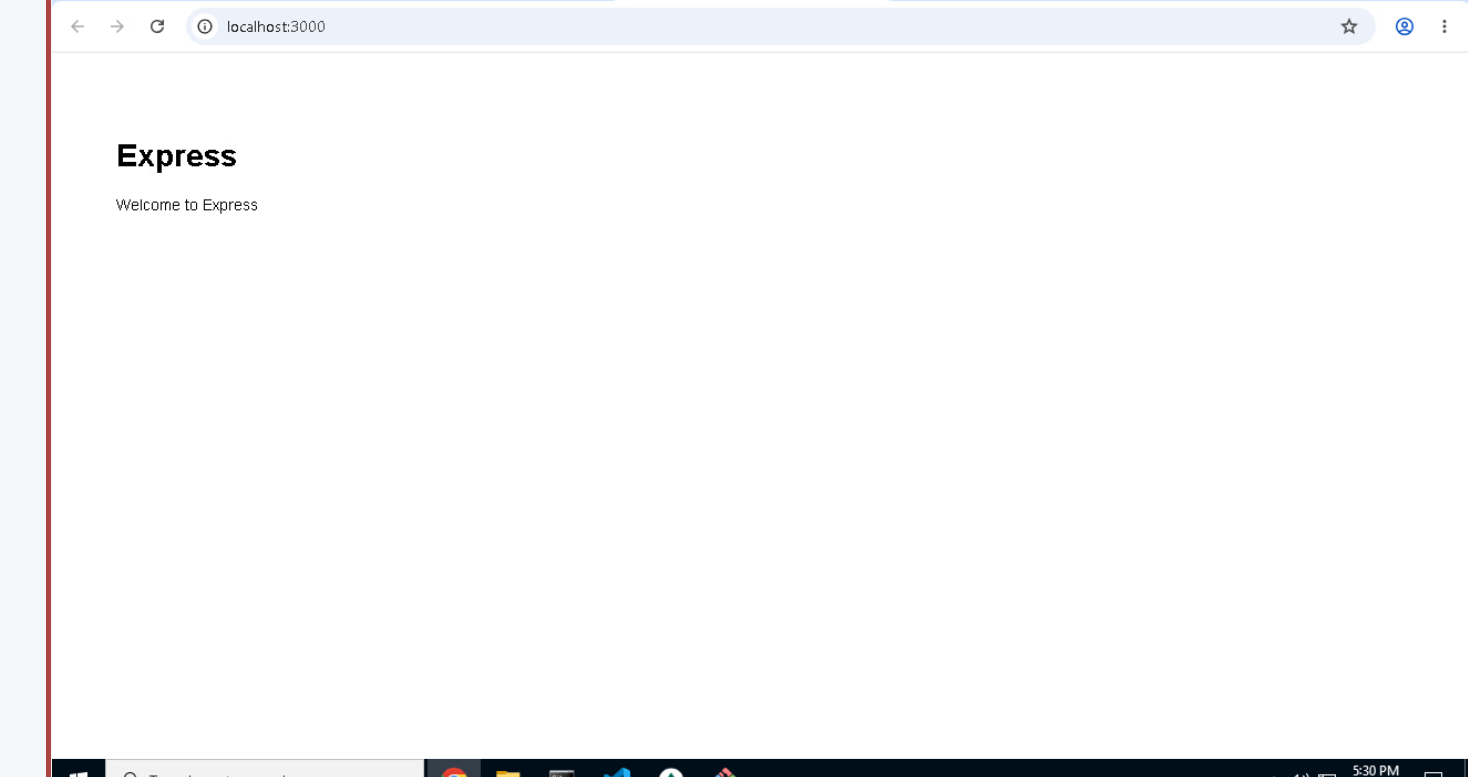 localhost:3000
Express
Welcome to Express
5:30 PM